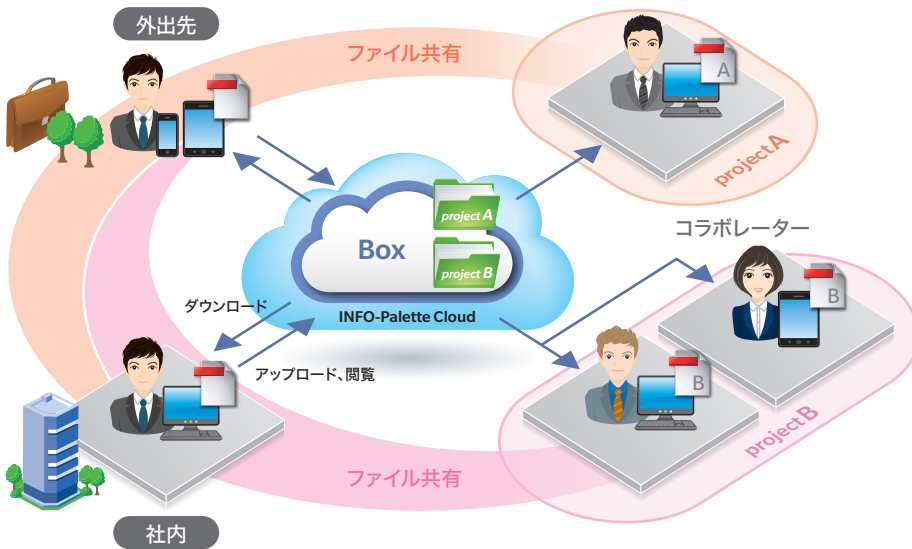 外出先
ファイル共有
A
projectA
コラボレーター
project A
Box
project B
B
ダウンロード
INFO-Palette Cloud
アップロード、閲覧
B
projectB
ファイル共有
社内